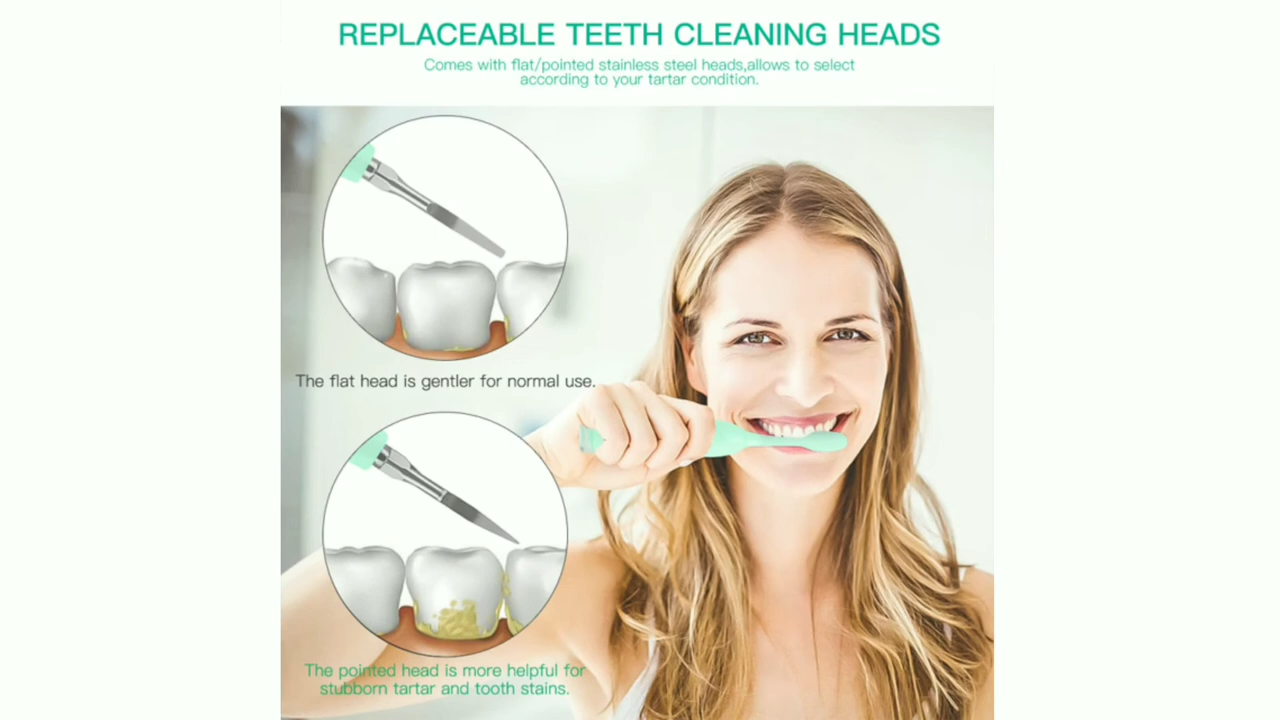 REPLACEABLE TEETH CLEANING HEADS
Comes with flat/pointed stainless steel heads,allows to select
according to your tartar condition.
The flat head is gentler for normal use.
The pointed head is more helpful for
stubborn tartar and tooth stains.